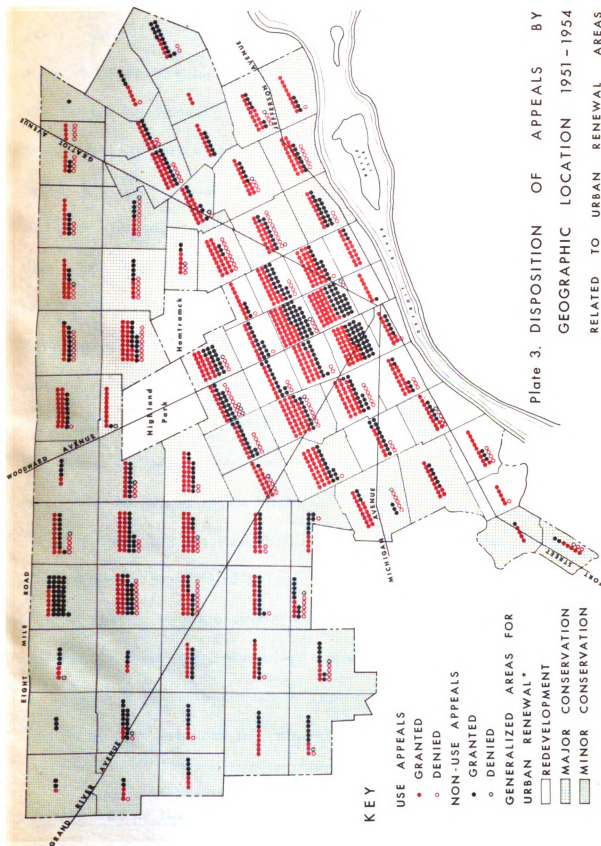 Plate 3. DISPOSITION OF APPEALS BY
GEOGRAPHIC LOCATION 1951–1954
RELATED TO URBAN RENEWAL AREAS
EIGHT MILE ROAD
WOODWARD AVENUE
GRATIOT AVENUE
JEFFERSON AVENUE
GRAND RIVER AVENUE
MICHIGAN AVENUE
FORT STREET
Highland
Park
Hamtramck
KEY
USE APPEALS
GRANTED
DENIED
NON-USE APPEALS
GRANTED
DENIED
GENERALIZED AREAS FOR
URBAN RENEWAL*
REDEVELOPMENT
MAJOR CONSERVATION
MINOR CONSERVATION